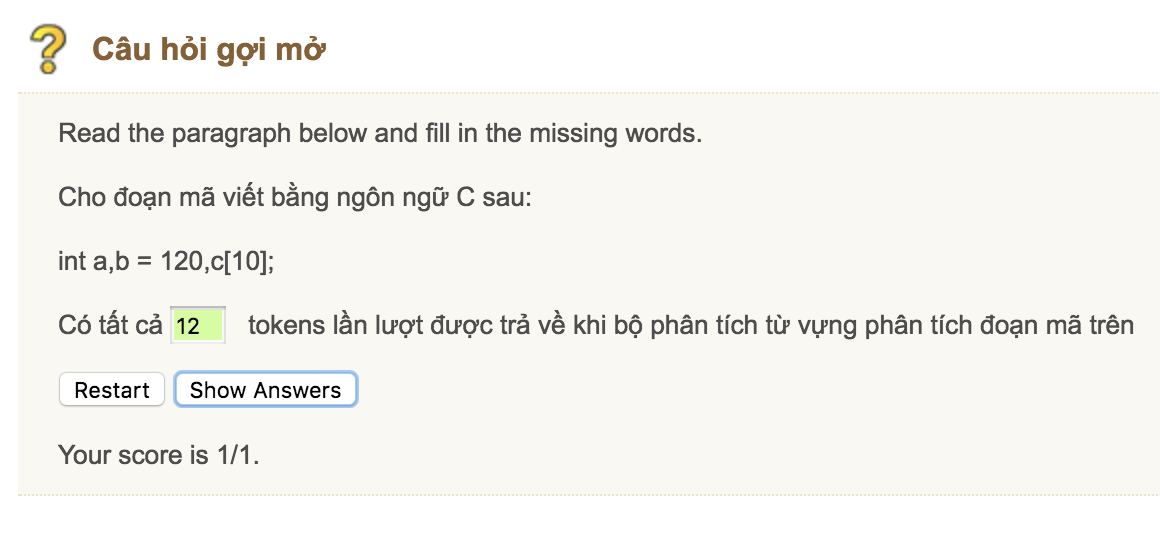 Câu hỏi gợi mở
Read the paragraph below and fill in the missing words.
Cho đoạn mã viết bằng ngôn ngữ C sau:
int a,b = 120,c[10];
Có tất cả 12 tokens lần lượt được trả về khi bộ phân tích từ vựng phân tích đoạn mã trên
Restart Show Answers
Your score is 1/1.